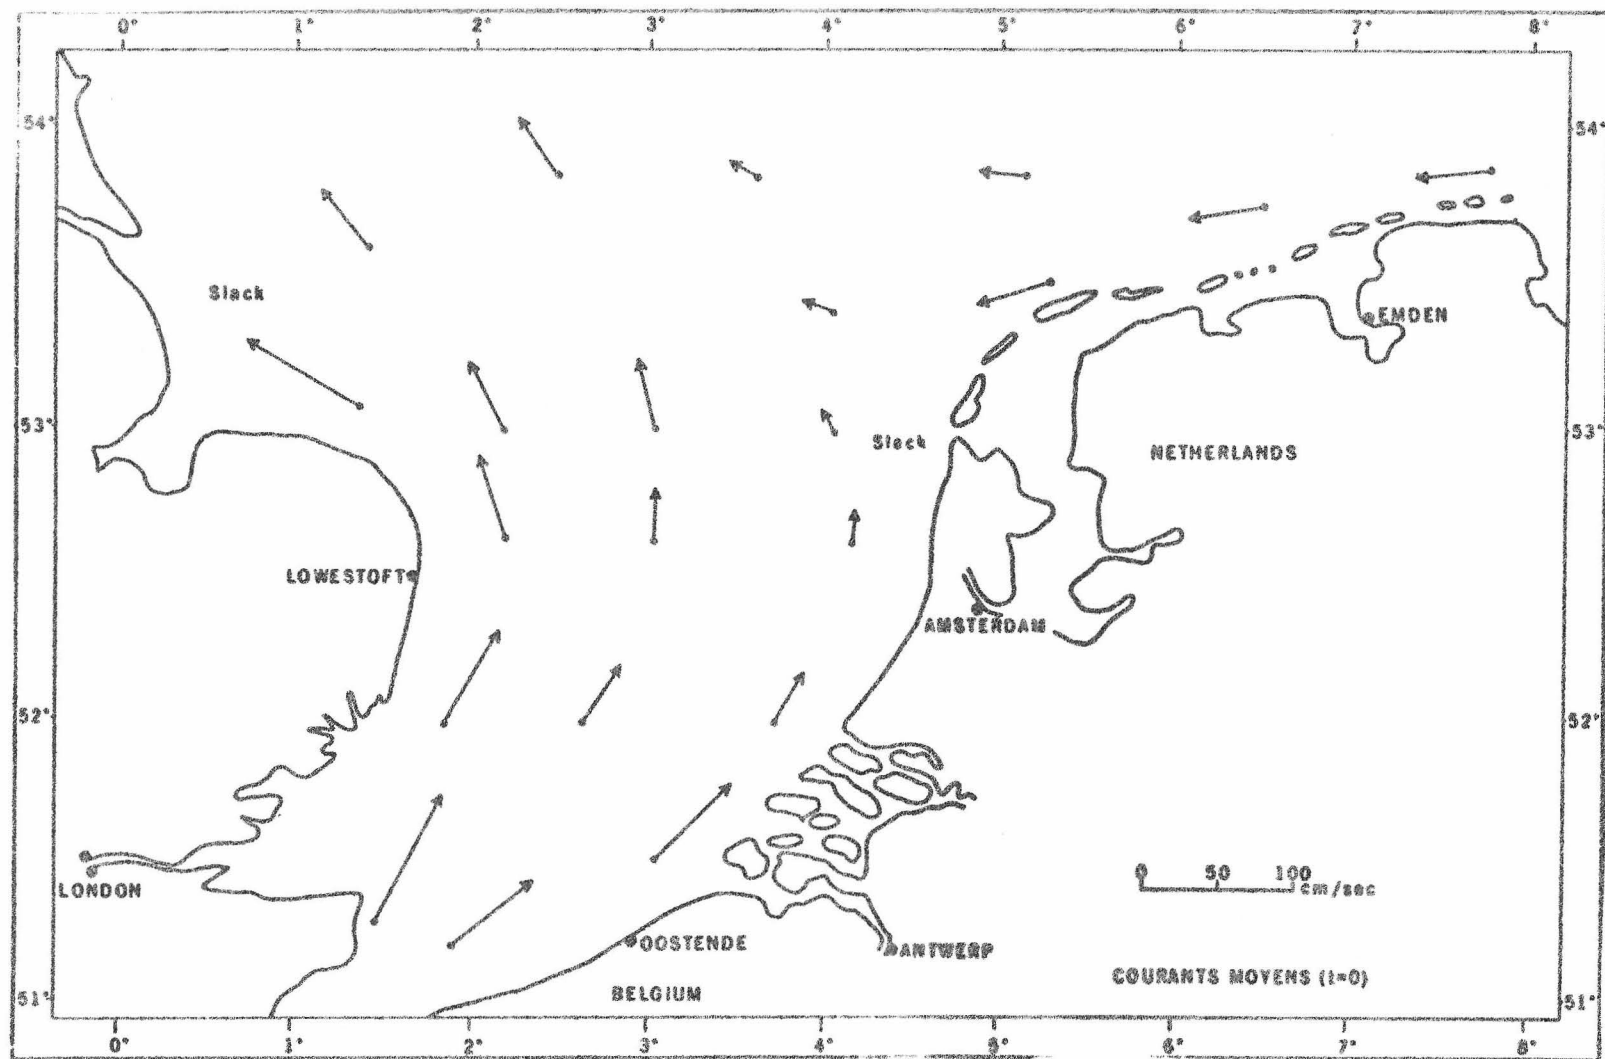 0° 1° 2° 3° 4° 5° 6° 7° 8°
54° 54°
Slack
EMDEN
53° 53°
Slack
NETHERLANDS
LOWESTOFT
AMSTERDAM
52° 52°
0 50 100
cm/sec
LONDON
OOSTENDE
ANTWERP
COURANTS MOYENS (t=0)
BELGIUM
51° 51°
0° 1° 2° 3° 4° 5° 6° 7° 8°